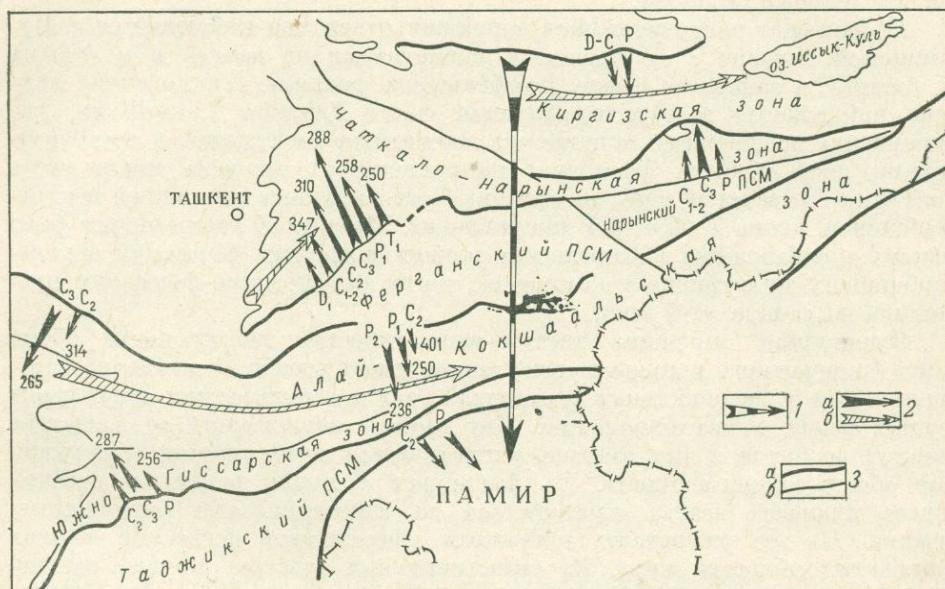 D-C₁
оз. Иссык-Куль
Киргизская зона
Чаткало-Нарынская зона
C₁₋₂ C₃ P ПСМ
Нарынский
288
258
250
310
347
ТАШКЕНТ
D₁ C₁₋₂ C₂ C₃ P₁ T₁
Ферганский ПСМ
C₃ C₂
314
265
P₂ P₁ C₂
401
250
236
Алай Кокшаальская зона
C₂ P
287
256
Южно-Гиссарская зона
C₂ C₃ P
Таджикский ПСМ
ПАМИР
1
а
б
2
а
б
3